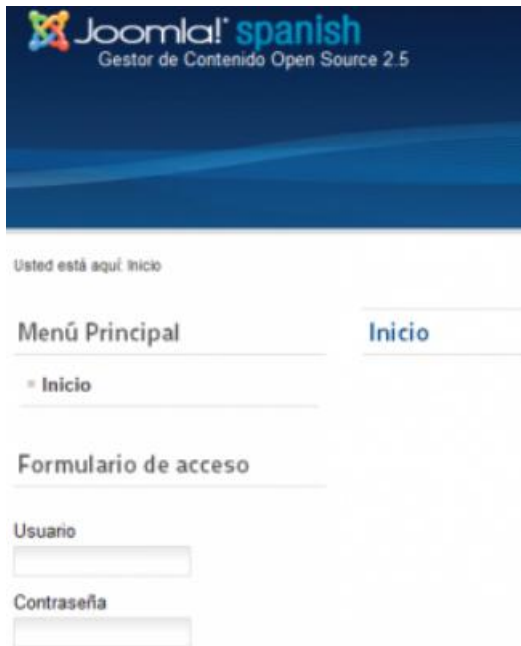 Joomla! spanish
Gestor de Contenido Open Source 2.5
Usted está aquí: Inicio
Menú Principal
Inicio
Inicio
Formulario de acceso
Usuario
Contraseña